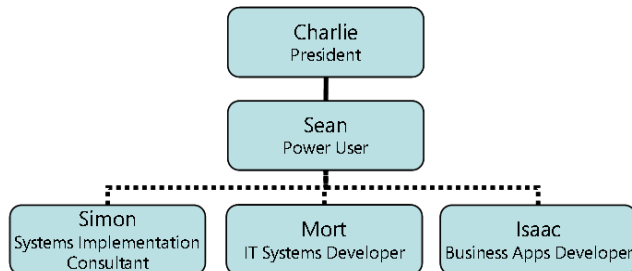 Charlie
President
Sean
Power User
Simon
Systems Implementation
Consultant
Mort
IT Systems Developer
Isaac
Business Apps Developer